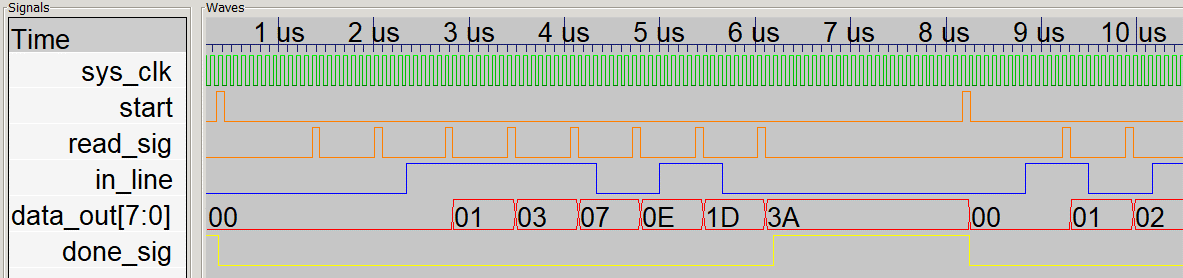 Signals Waves
Time 1 us 2 us 3 us 4 us 5 us 6 us 7 us 8 us 9 us 10 us
sys_clk
start
read_sig
in_line
data_out[7:0] 00 01 03 07 0E 1D 3A 00 01 02
done_sig